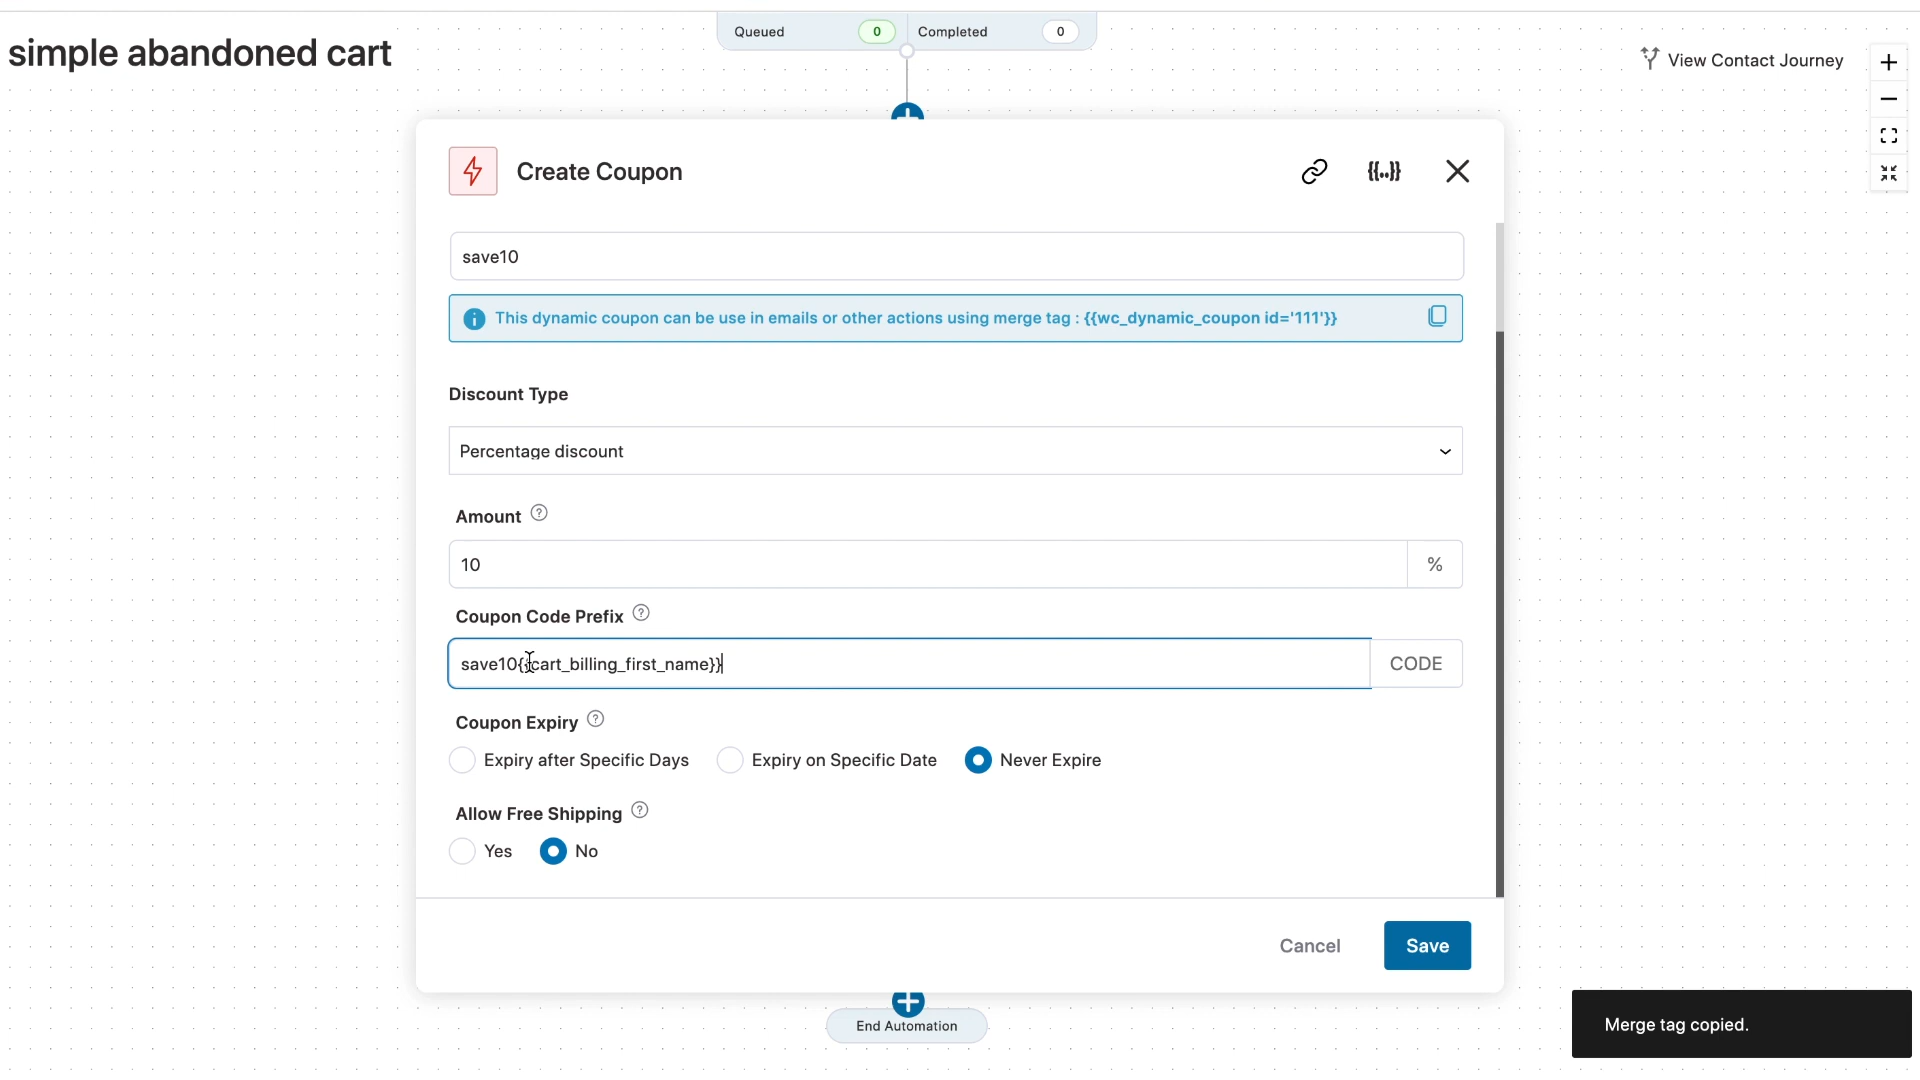 Queued 0 Completed 0
simple abandoned cart
View Contact Journey
Create Coupon
{{..}}
save10
This dynamic coupon can be use in emails or other actions using merge tag : {{wc_dynamic_coupon id='111'}}
Discount Type
Percentage discount
Amount
10 %
Coupon Code Prefix
save10{{cart_billing_first_name}} CODE
Coupon Expiry
Expiry after Specific Days Expiry on Specific Date Never Expire
Allow Free Shipping
Yes No
Cancel Save
End Automation
Merge tag copied.